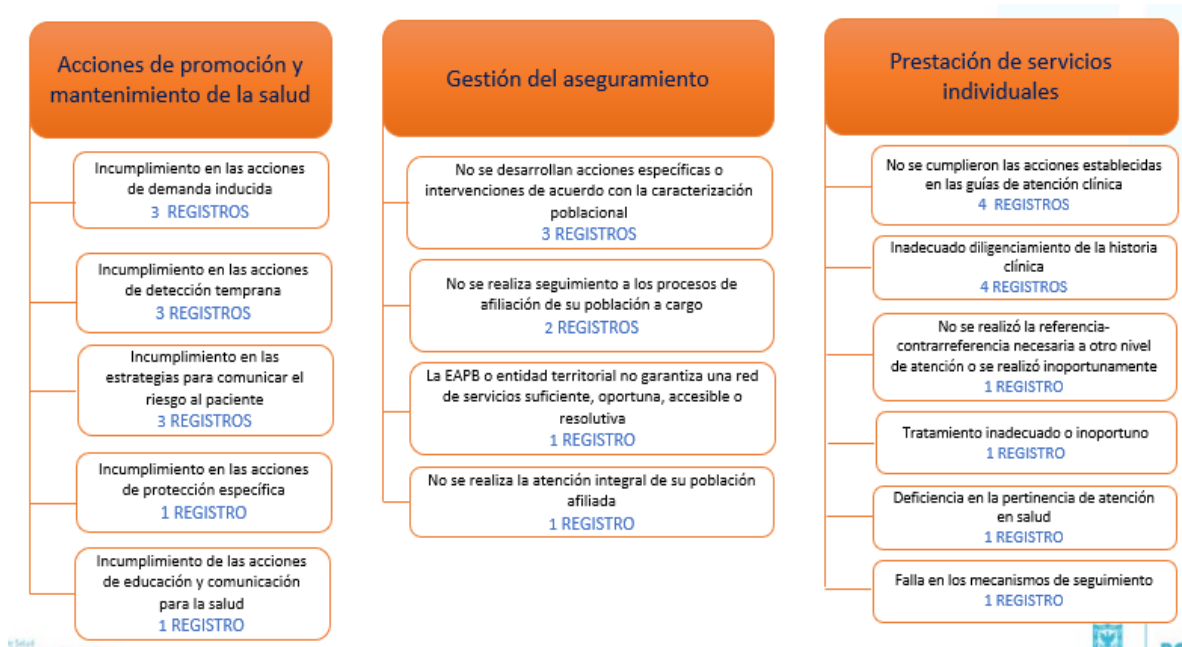 Acciones de promoción y
mantenimiento de la salud
Incumplimiento en las acciones
de demanda inducida
3 REGISTROS
Incumplimiento en las acciones
de detección temprana
3 REGISTROS
Incumplimiento en las
estrategias para comunicar el
riesgo al paciente
3 REGISTROS
Incumplimiento en las acciones
de protección específica
1 REGISTRO
Incumplimiento de las acciones
de educación y comunicación
para la salud
1 REGISTRO
Gestión del aseguramiento
No se desarrollan acciones específicas o
intervenciones de acuerdo con la caracterización
poblacional
3 REGISTROS
No se realiza seguimiento a los procesos de
afiliación de su población a cargo
2 REGISTROS
La EAPB o entidad territorial no garantiza una red
de servicios suficiente, oportuna, accesible o
resolutiva
1 REGISTRO
No se realiza la atención integral de su población
afiliada
1 REGISTRO
Prestación de servicios
individuales
No se cumplieron las acciones establecidas
en las guías de atención clínica
4 REGISTROS
Inadecuado diligenciamiento de la historia
clínica
4 REGISTROS
No se realizó la referencia-
contrarreferencia necesaria a otro nivel
de atención o se realizó inoportunamente
1 REGISTRO
Tratamiento inadecuado o inoportuno
1 REGISTRO
Deficiencia en la pertinencia de atención
en salud
1 REGISTRO
Falla en los mecanismos de seguimiento
1 REGISTRO
Salud